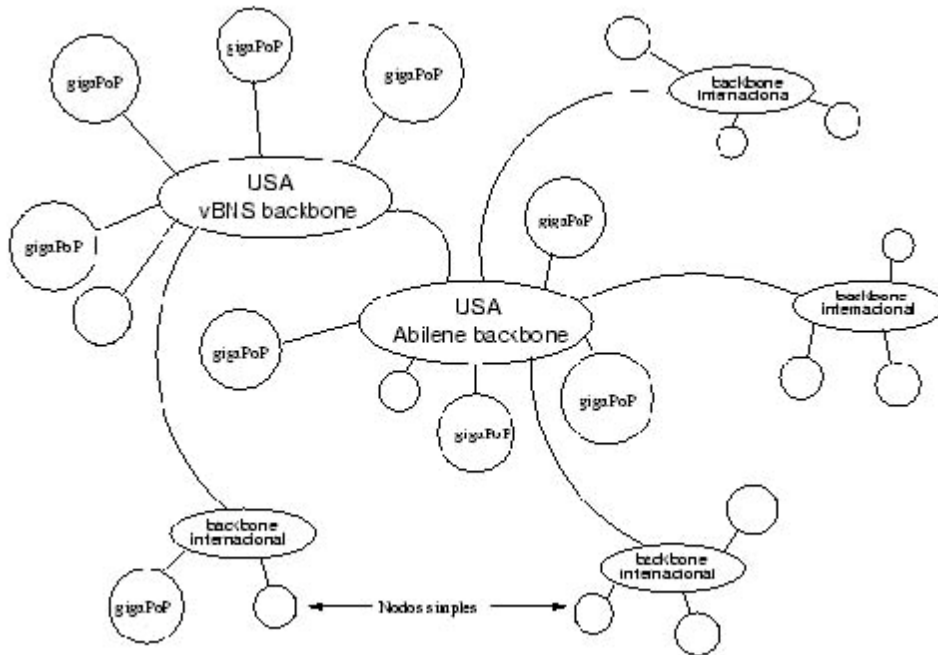 gigaPoP
gigaPoP
gigaPoP
backbone
internaciona
USA
vBNS backbone
gigaPoP
gigaPoP
backbone
internacional
USA
Abilene backbone
gigaPoP
gigaPoP
gigaPoP
backbone
internacional
backbone
internacional
gigaPoP
Nodos simples